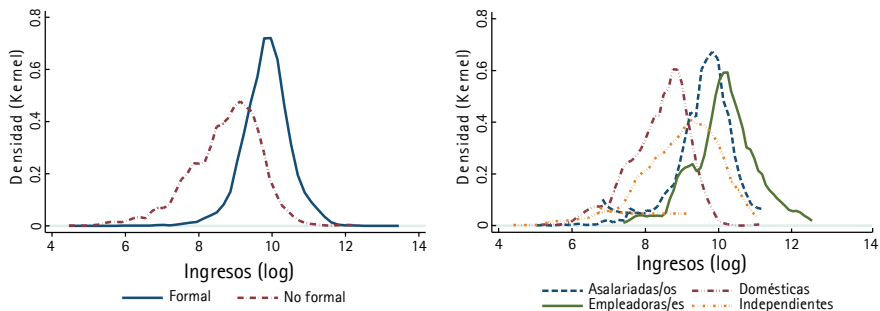 0.8
0.6
0.4
0.2
0
Densidad (Kernel)
4 6 8 10 12 14
Ingresos (log)
Formal No formal
0.8
0.6
0.4
0.2
0
Densidad (Kernel)
4 6 8 10 12 14
Ingresos (log)
Asalariadas/os Domésticas
Empleadoras/es Independientes